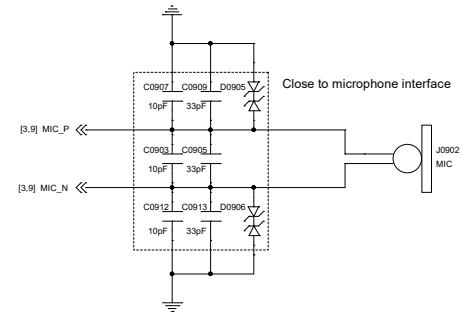 C0907 C0909 D0905
Close to microphone interface
10pF 33pF
[3,9] MIC_P
C0903 C0905
J0902
MIC
10pF 33pF
[3,9] MIC_N
C0912 C0913 D0906
10pF 33pF